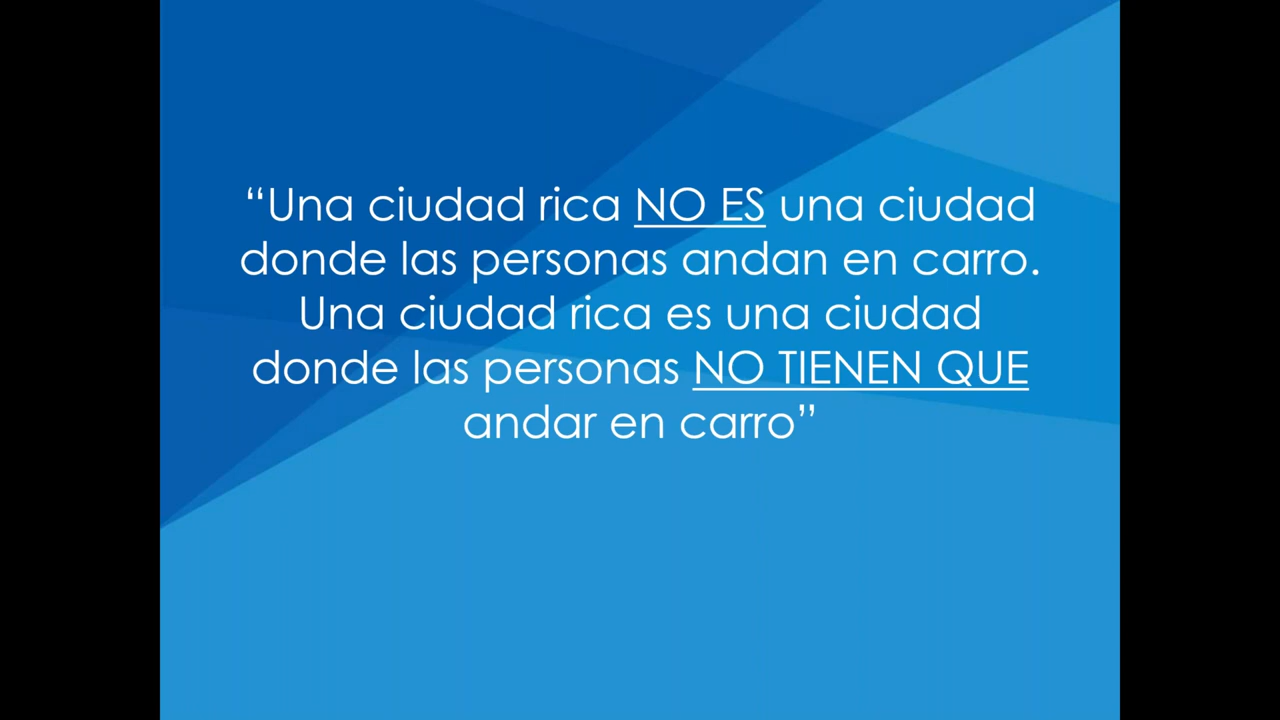 “Una ciudad rica NO ES una ciudad
donde las personas andan en carro.
Una ciudad rica es una ciudad
donde las personas NO TIENEN QUE
andar en carro”